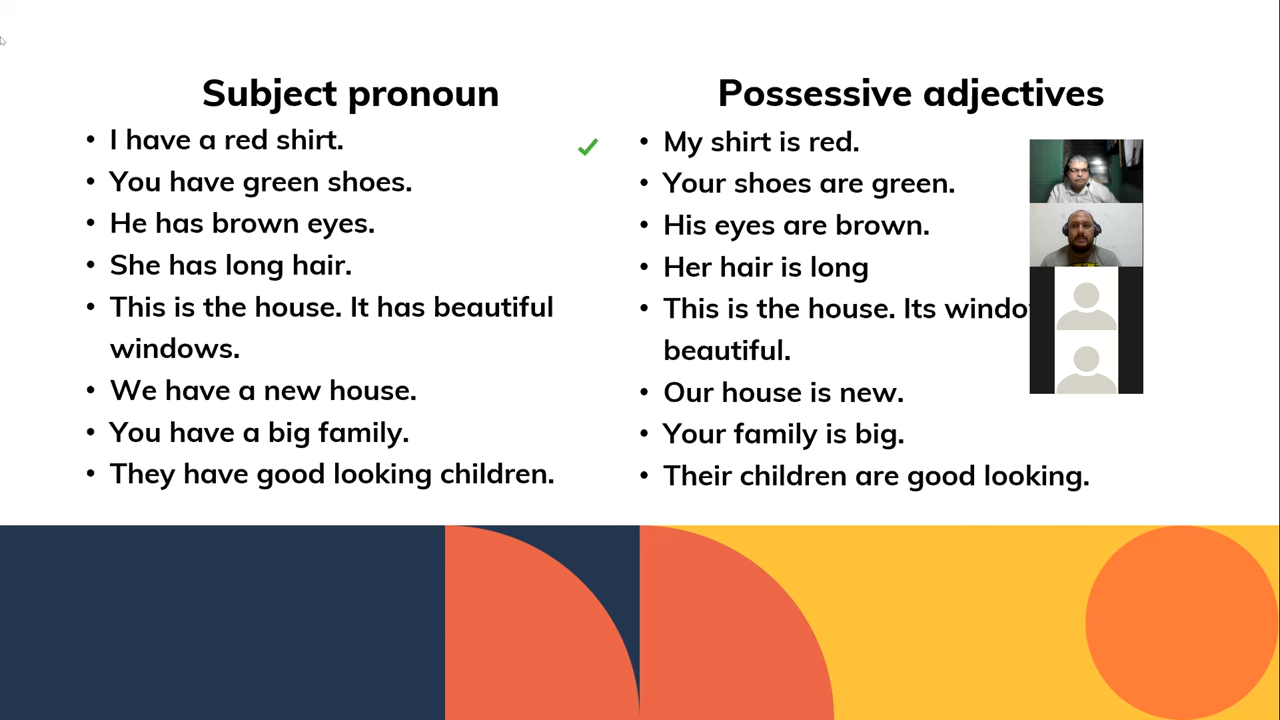 Subject pronoun
• I have a red shirt.
• You have green shoes.
• He has brown eyes.
• She has long hair.
• This is the house. It has beautiful
windows.
• We have a new house.
• You have a big family.
• They have good looking children.
Possessive adjectives
• My shirt is red.
• Your shoes are green.
• His eyes are brown.
• Her hair is long
• This is the house. Its
beautiful.
• Our house is new.
• Your family is big.
• Their children are good looking.